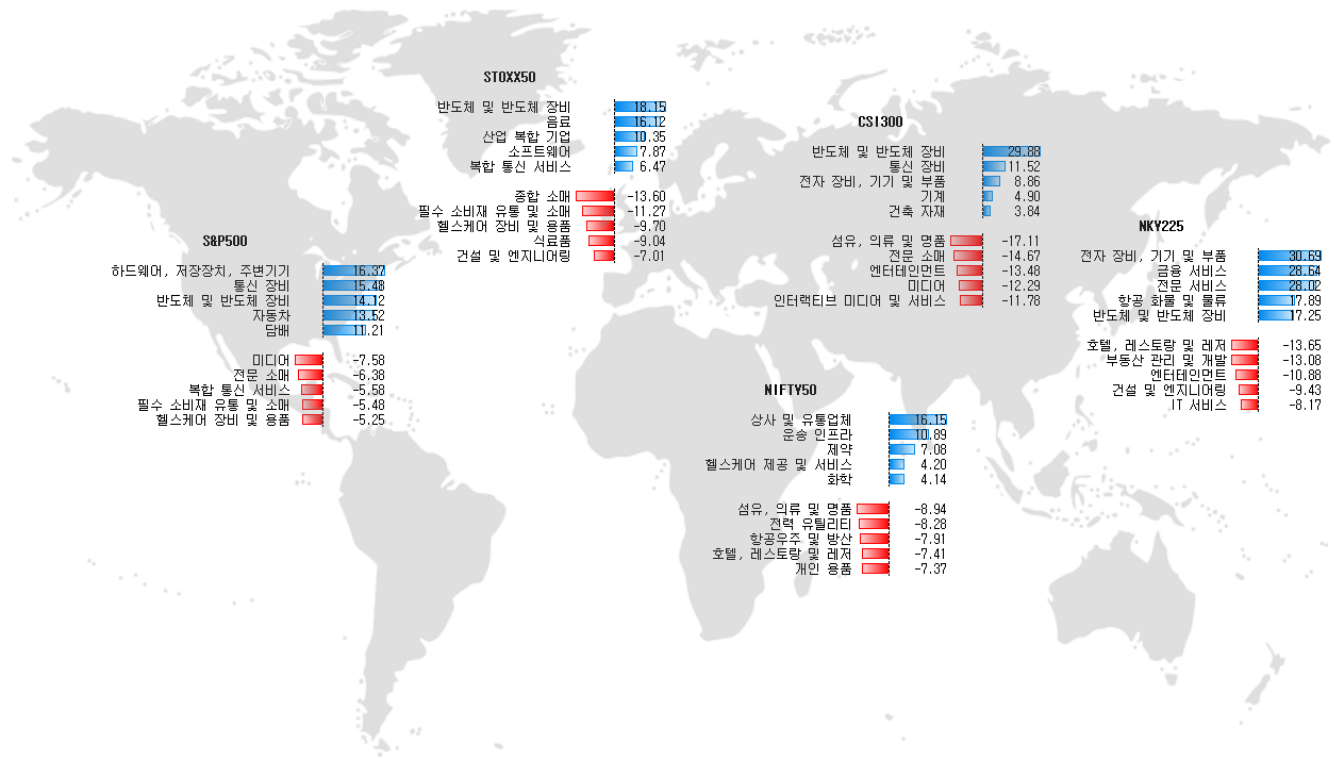 STOXX50
반도체 및 반도체 장비 18.15
음료 16.12
산업 복합 기업 10.35
소프트웨어 7.87
복합 통신 서비스 6.47
종합 소매 -13.60
필수 소비재 유통 및 소매 -11.27
헬스케어 장비 및 용품 -9.70
식료품 -9.04
건설 및 엔지니어링 -7.01
CSI300
반도체 및 반도체 장비 29.88
통신 장비 11.52
전자 장비, 기기 및 부품 8.86
기계 4.90
건축 자재 3.84
섬유, 의류 및 명품 -17.11
전문 소매 -14.67
엔터테인먼트 -13.48
미디어 -12.29
인터랙티브 미디어 및 서비스 -11.78
NKY225
전자 장비, 기기 및 부품 30.69
금융 서비스 28.64
전문 서비스 28.02
항공 화물 및 물류 17.89
반도체 및 반도체 장비 17.25
호텔, 레스토랑 및 레저 -13.65
부동산 관리 및 개발 -13.08
엔터테인먼트 -10.88
건설 및 엔지니어링 -9.43
IT 서비스 -8.17
S&P500
하드웨어, 저장장치, 주변기기 16.37
통신 장비 15.48
반도체 및 반도체 장비 14.12
자동차 13.52
담배 11.21
미디어 -7.58
전문 소매 -6.38
복합 통신 서비스 -5.58
필수 소비재 유통 및 소매 -5.48
헬스케어 장비 및 용품 -5.25
NIFTY50
상사 및 유통업체 16.15
운송 인프라 10.89
제약 7.08
헬스케어 제공 및 서비스 4.20
화학 4.14
섬유, 의류 및 명품 -8.94
전력 유틸리티 -8.28
항공우주 및 방산 -7.91
호텔, 레스토랑 및 레저 -7.41
개인 용품 -7.37